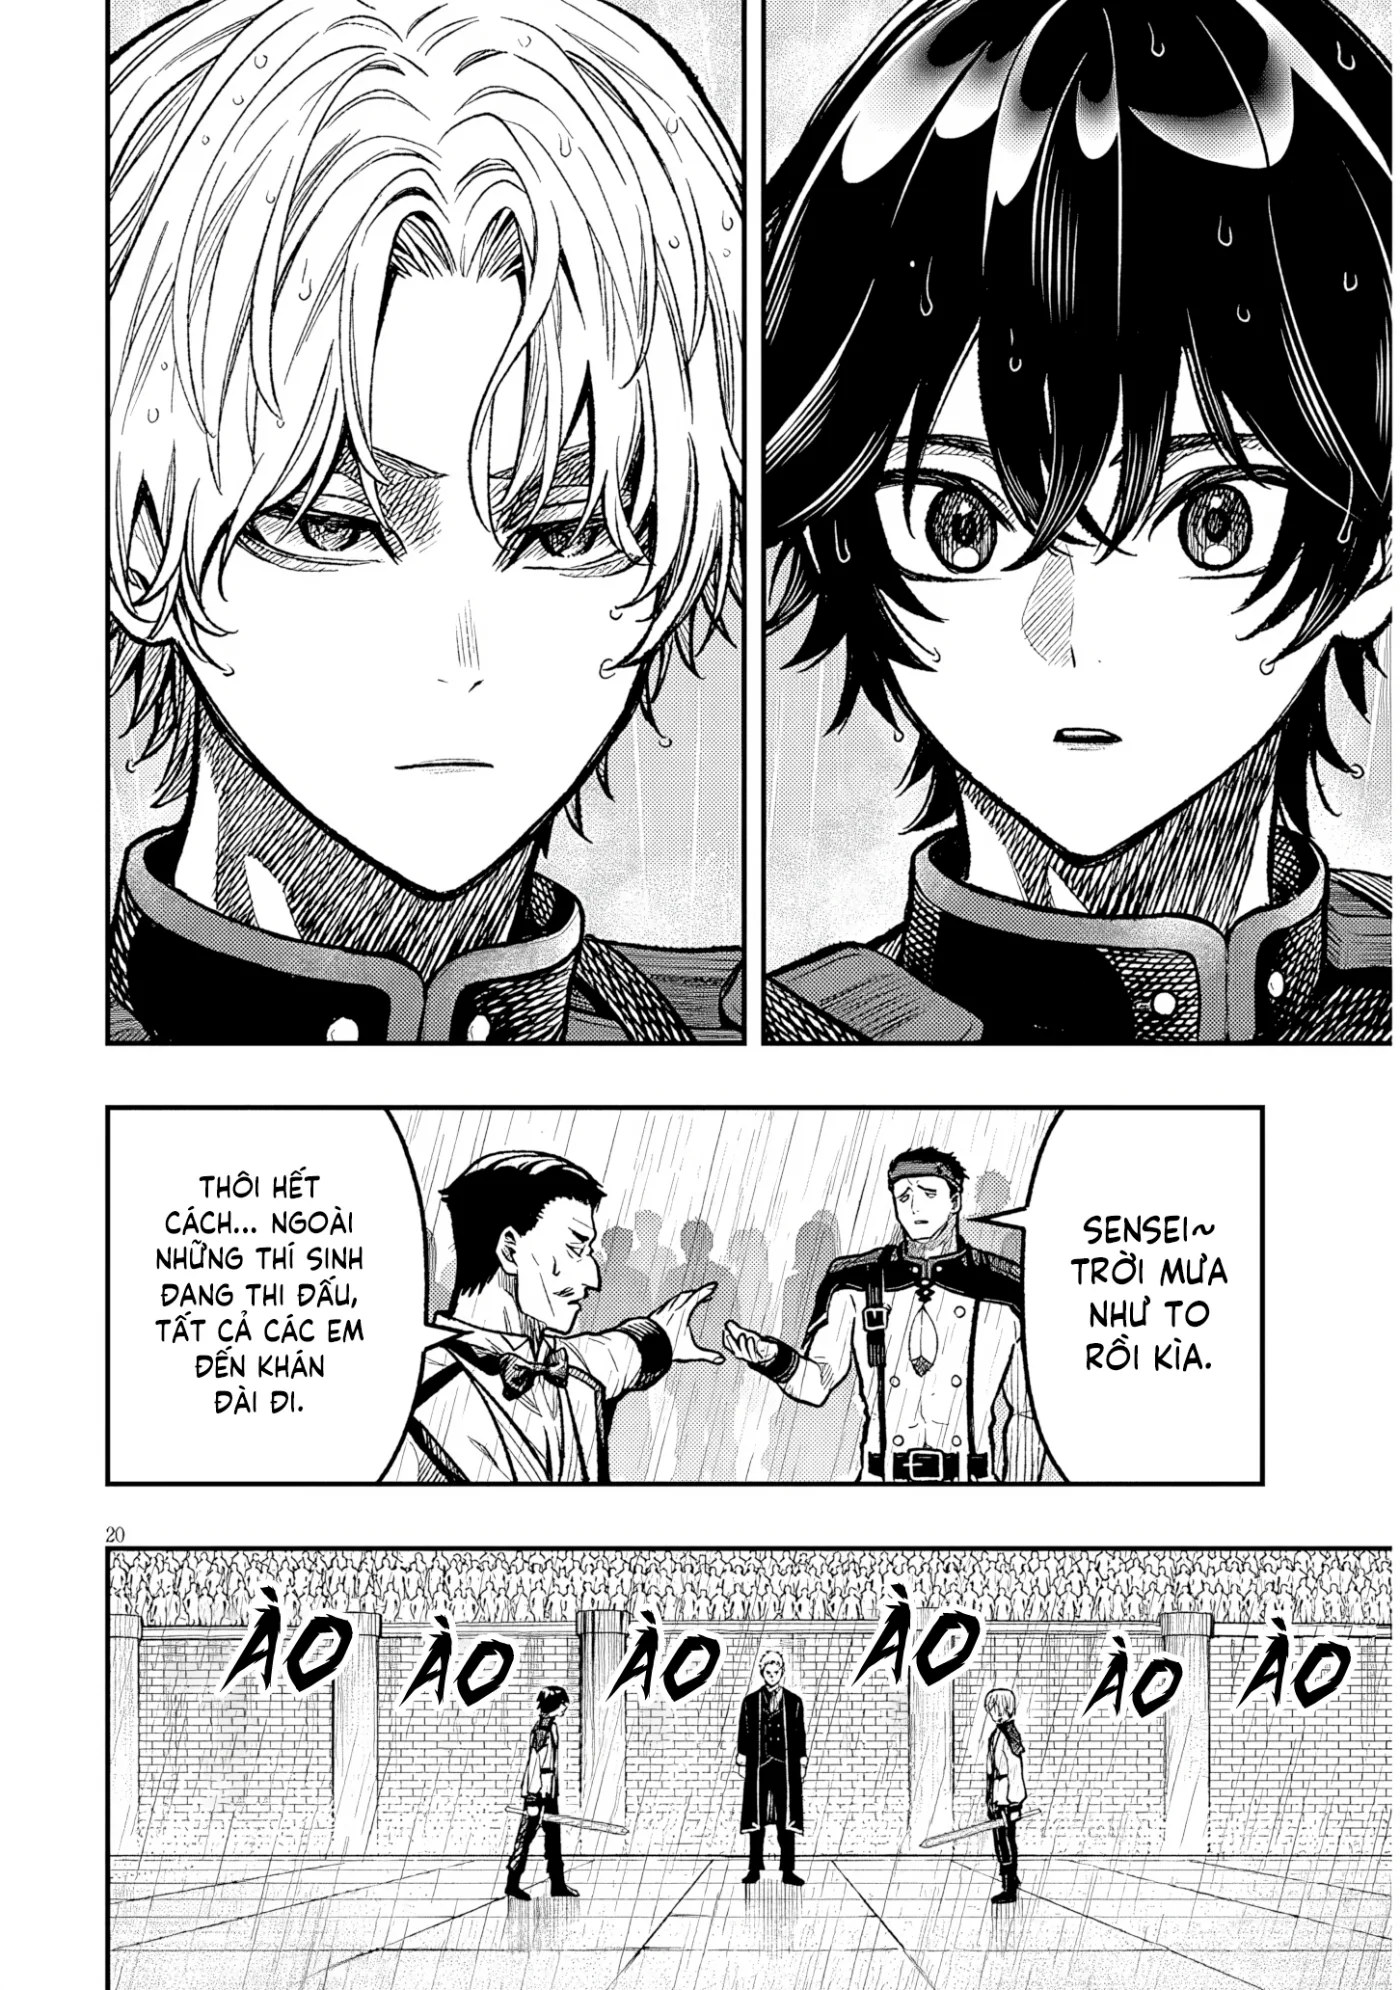 SENSEI~
TRỜI MƯA
NHƯ TO
RỒI KÌA.
THÔI HẾT
CÁCH... NGOÀI
NHỮNG THÍ SINH
ĐANG THI ĐẤU,
TẤT CẢ CÁC EM
ĐẾN KHÁN
ĐÀI ĐI.
20
ÀO ÀO ÀO ÀO ÀO ÀO